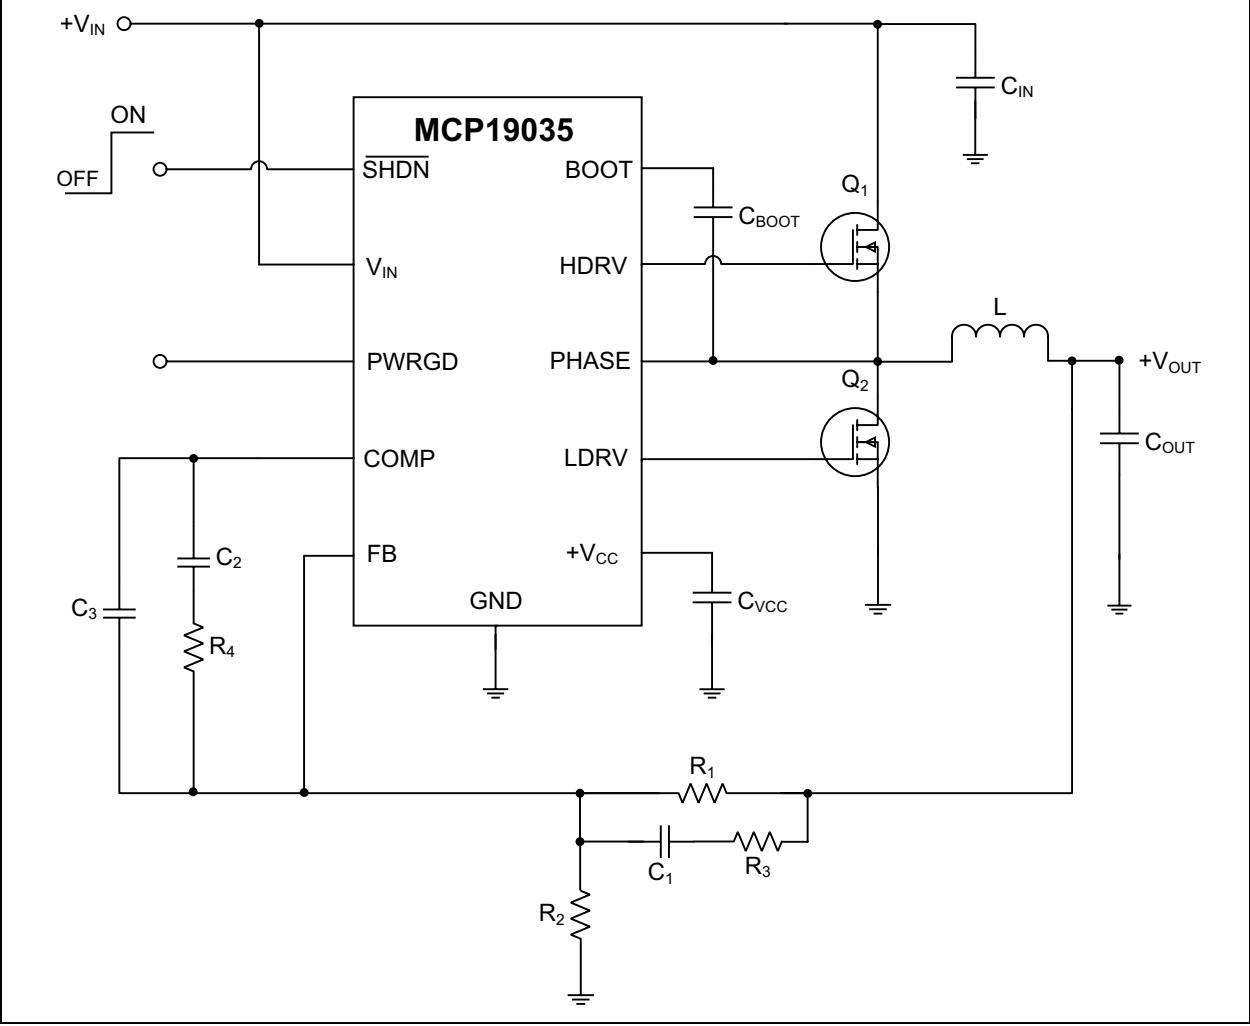 +VIN
ON
OFF
MCP19035
SHDN
VIN
PWRGD
COMP
FB
GND
BOOT
HDRV
PHASE
LDRV
+VCC
CBOOT
CVCC
CIN
Q1
Q2
L
+VOUT
COUT
C2
C3
R4
R1
C1
R3
R2